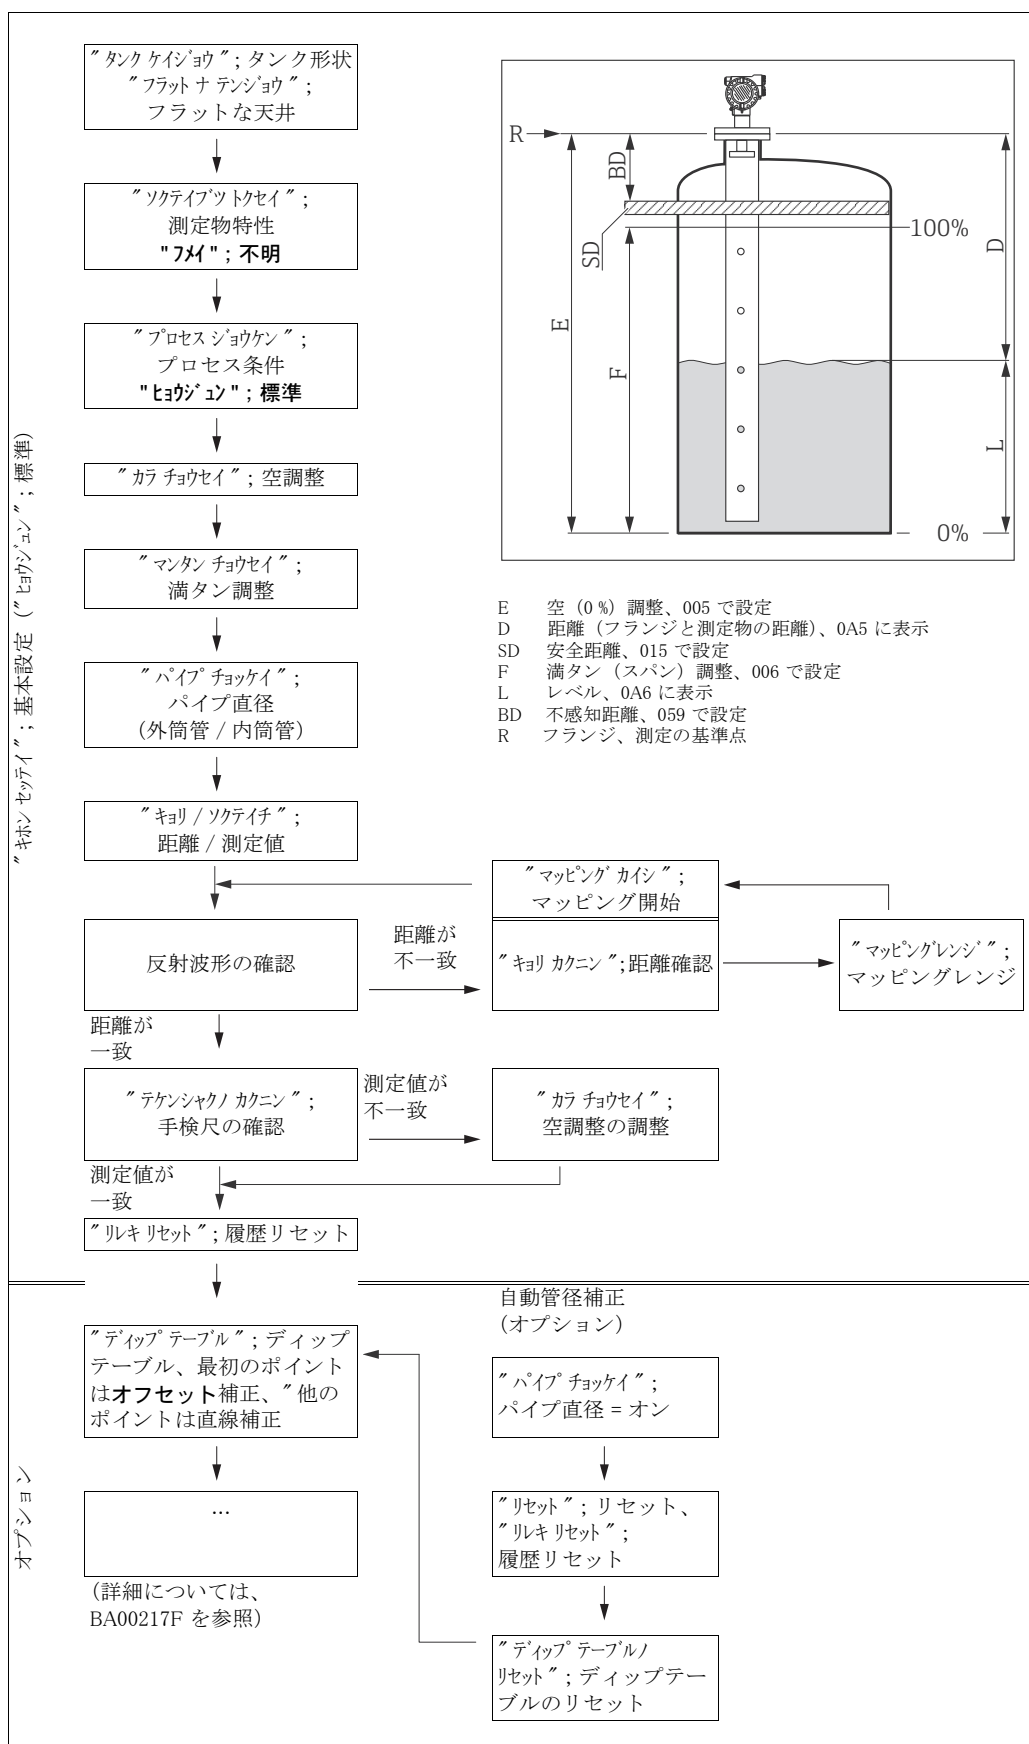 "ﾀﾝｸ ｹｲｼﾞｮｳ" ; タンク形状
"ﾌﾗｯﾄ ﾅ ﾃﾝｼﾞｮｳ" ;
フラットな天井
"ｿｸﾃｲﾌﾞﾂ ﾄｸｾｲ" ;
測定物特性
"ﾌﾒｲ" ; 不明
"ﾌﾟﾛｾｽ ｼﾞｮｳｹﾝ" ;
プロセス条件
"ﾋｮｳｼﾞｭﾝ" ; 標準
"ｶﾗ ﾁｮｳｾｲ" ; 空調整
"ﾏﾝﾀﾝ ﾁｮｳｾｲ" ;
満タン調整
"ﾊﾟｲﾌﾟ ﾁｮｯｹｲ" ;
パイプ直径
(外筒管 / 内筒管)
"ｷｮﾘ / ｿｸﾃｲﾁ" ;
距離 / 測定値
"ｷﾎﾝ ｾｯﾃｲ" ; 基本設定 ("ﾋｮｳｼﾞｭﾝ" ; 標準)
R
BD
SD
E
F
100%
D
L
0%
E 空（0 %）調整、005 で設定
D 距離（フランジと測定物の距離）、0A5 に表示
SD 安全距離、015 で設定
F 満タン（スパン）調整、006 で設定
L レベル、0A6 に表示
BD 不感知距離、059 で設定
R フランジ、測定の基準点
"ﾏｯﾋﾟﾝｸﾞ ｶｲｼ" ;
マッピング開始
反射波形の確認
距離が
不一致
"ｷｮﾘ ｶｸﾆﾝ" ; 距離確認
"ﾏｯﾋﾟﾝｸﾞﾚﾝｼﾞ" ;
マッピングレンジ
距離が
一致
"ﾃｹﾝｼｬｸﾉ ｶｸﾆﾝ" ;
手検尺の確認
測定値が
不一致
"ｶﾗ ﾁｮｳｾｲ" ;
空調整の調整
測定値が
一致
"ﾘﾚｷ ﾘｾｯﾄ" ; 履歴リセット
オプション
"ﾃﾞｨｯﾌﾟ ﾃｰﾌﾞﾙ" ; ディップ
テーブル、最初のポイント
はオフセット補正、"他の
ポイントは直線補正
...
(詳細については、
BA00217F を参照)
自動管径補正
(オプション)
"ﾊﾟｲﾌﾟ ﾁｮｯｹｲ" ;
パイプ直径 = オン
"ﾘｾｯﾄ" ; リセット、
"ﾘﾚｷ ﾘｾｯﾄ" ;
履歴リセット
"ﾃﾞｨｯﾌﾟ ﾃｰﾌﾞﾙﾉ
ﾘｾｯﾄ" ; ディップテー
ブルのリセット